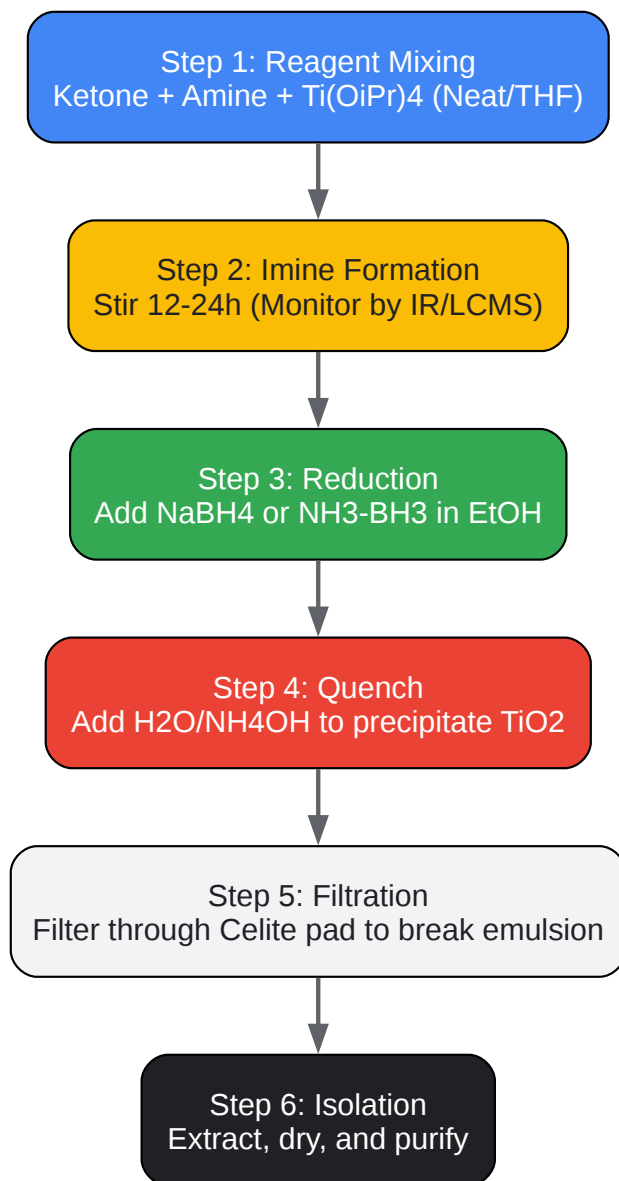 Step 1: Reagent Mixing
Ketone + Amine + Ti(OiPr)4 (Neat/THF)
Step 2: Imine Formation
Stir 12-24h (Monitor by IR/LCMS)
Step 3: Reduction
Add NaBH4 or NH3-BH3 in EtOH
Step 4: Quench
Add H2O/NH4OH to precipitate TiO2
Step 5: Filtration
Filter through Celite pad to break emulsion
Step 6: Isolation
Extract, dry, and purify